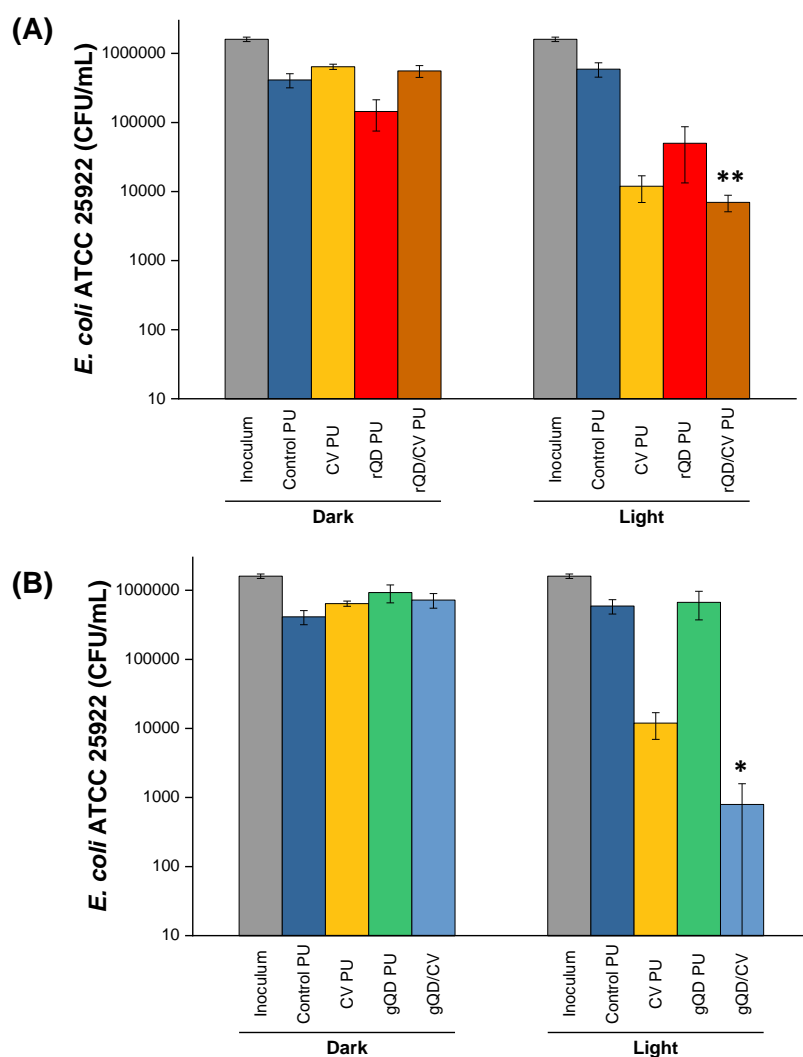 (A)
E. coli ATCC 25922 (CFU/mL)
1000000
100000
10000
1000
100
10
**
Inoculum
Control PU
CV PU
rQD PU
rQD/CV PU
Inoculum
Control PU
CV PU
rQD PU
rQD/CV PU
Dark
Light
(B)
E. coli ATCC 25922 (CFU/mL)
1000000
100000
10000
1000
100
10
*
Inoculum
Control PU
CV PU
gQD PU
gQD/CV
Inoculum
Control PU
CV PU
gQD PU
gQD/CV
Dark
Light